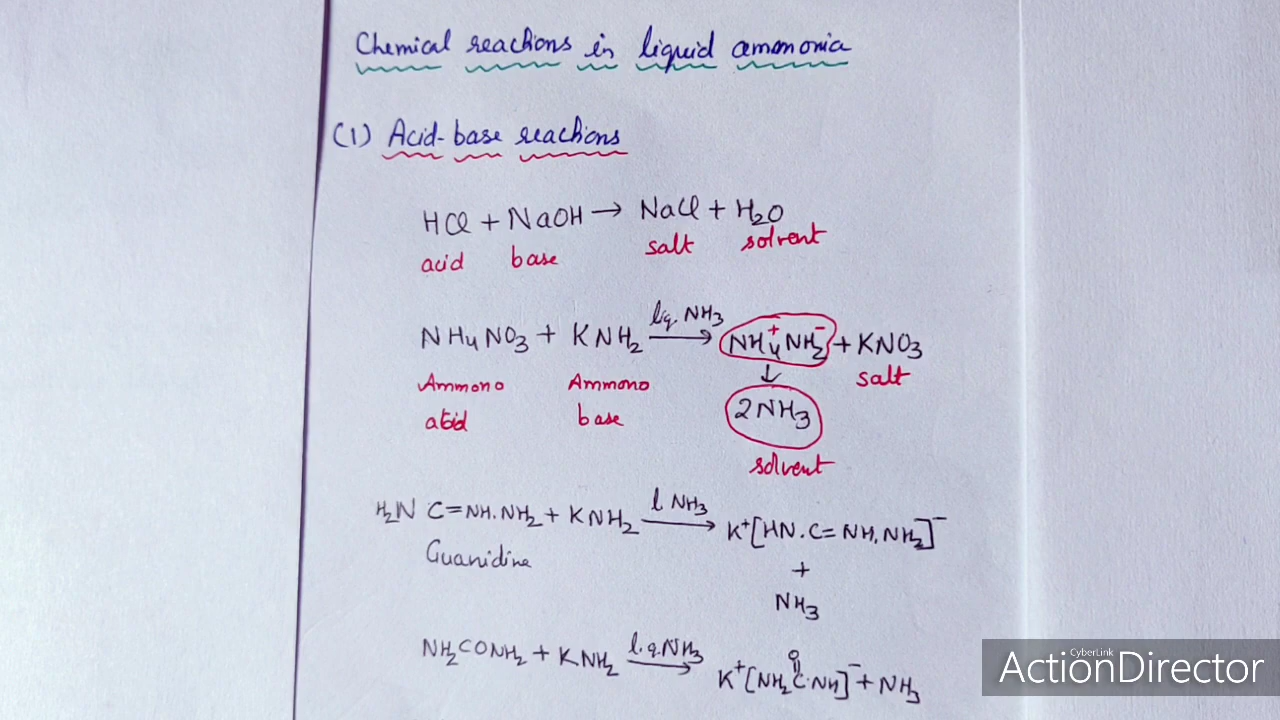 Chemical reactions in liquid ammonia
(1) Acid-base reactions
HCl + NaOH → NaCl + H₂O
acid base salt solvent
NH₄NO₃ + KNH₂ liq. NH₃ → NH₄⁺NH₂⁻ + KNO₃
Ammono Ammono ↓ salt
acid base 2NH₃
solvent
H₂N C=NH.NH₂ + KNH₂ l NH₃ → K⁺[HN.C=NH.NH₂]⁻
Guanidine +
NH₃
NH₂CONH₂ + KNH₂ liq.NH₃ → K⁺[NH₂C(=O).NH]⁻ + NH₃
CyberLink
ActionDirector